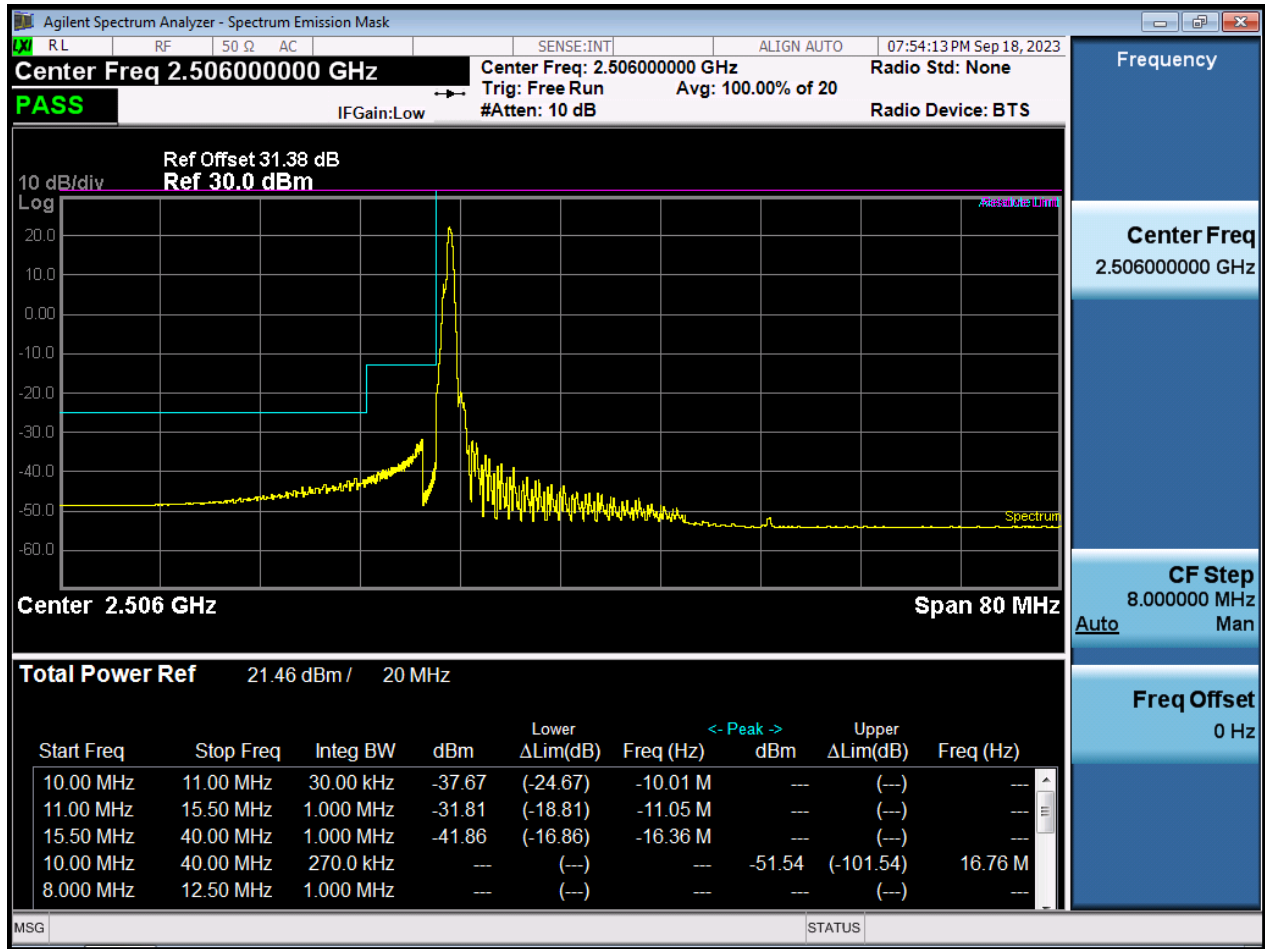 Agilent Spectrum Analyzer - Spectrum Emission Mask
LXI RL RF 50 Ω AC SENSE:INT ALIGN AUTO 07:54:13 PM Sep 18, 2023
Center Freq 2.506000000 GHz
PASS
IFGain:Low
Center Freq: 2.506000000 GHz
Trig: Free Run Avg: 100.00% of 20
#Atten: 10 dB
Radio Std: None
Radio Device: BTS
Ref Offset 31.38 dB
10 dB/div Ref 30.0 dBm
Log
Limit
20.0
10.0
0.00
-10.0
-20.0
-30.0
-40.0
-50.0
Spectrum
-60.0
Center 2.506 GHz Span 80 MHz
Total Power Ref 21.46 dBm / 20 MHz
Lower <- Peak -> Upper
Start Freq Stop Freq Integ BW dBm ΔLim(dB) Freq (Hz) dBm ΔLim(dB) Freq (Hz)
10.00 MHz 11.00 MHz 30.00 kHz -37.67 (-24.67) -10.01 M --- (---) ---
11.00 MHz 15.50 MHz 1.000 MHz -31.81 (-18.81) -11.05 M --- (---) ---
15.50 MHz 40.00 MHz 1.000 MHz -41.86 (-16.86) -16.36 M --- (---) ---
10.00 MHz 40.00 MHz 270.0 kHz --- (---) --- -51.54 (-101.54) 16.76 M
8.000 MHz 12.50 MHz 1.000 MHz --- (---) --- --- (---) ---
MSG STATUS
Frequency
Center Freq
2.506000000 GHz
CF Step
8.000000 MHz
Auto Man
Freq Offset
0 Hz